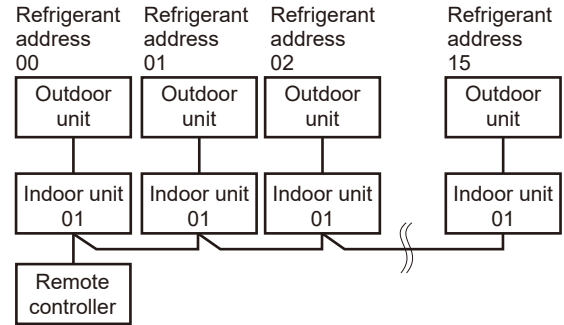 Refrigerant address 00
Refrigerant address 01
Refrigerant address 02
Refrigerant address 15
Outdoor unit
Outdoor unit
Outdoor unit
Outdoor unit
Indoor unit 01
Indoor unit 01
Indoor unit 01
Indoor unit 01
Remote controller